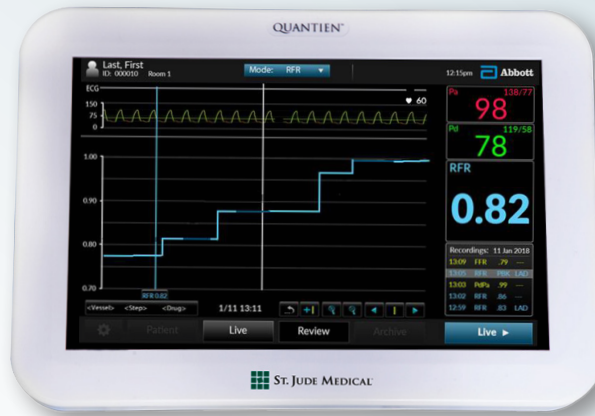 QUANTIEN™
Last, First
ID: 000010 Room 1
Mode: RFR
12:15pm Abbott
ECG
60
150
75
0
1.00
0.90
0.80
0.70
RFR 0.82
Pa 138/77
98
Pd 119/58
78
RFR
0.82
Recordings: 11 Jan 2018
13:09 FFR .79 ---
13:05 RFR PBK LAD
13:03 PdPa .99 ---
13:02 RFR .86 ---
12:59 RFR .83 LAD
<Vessel> <Step> <Drug> 1/11 13:11
Patient Live Review Archive Live
ST. JUDE MEDICAL